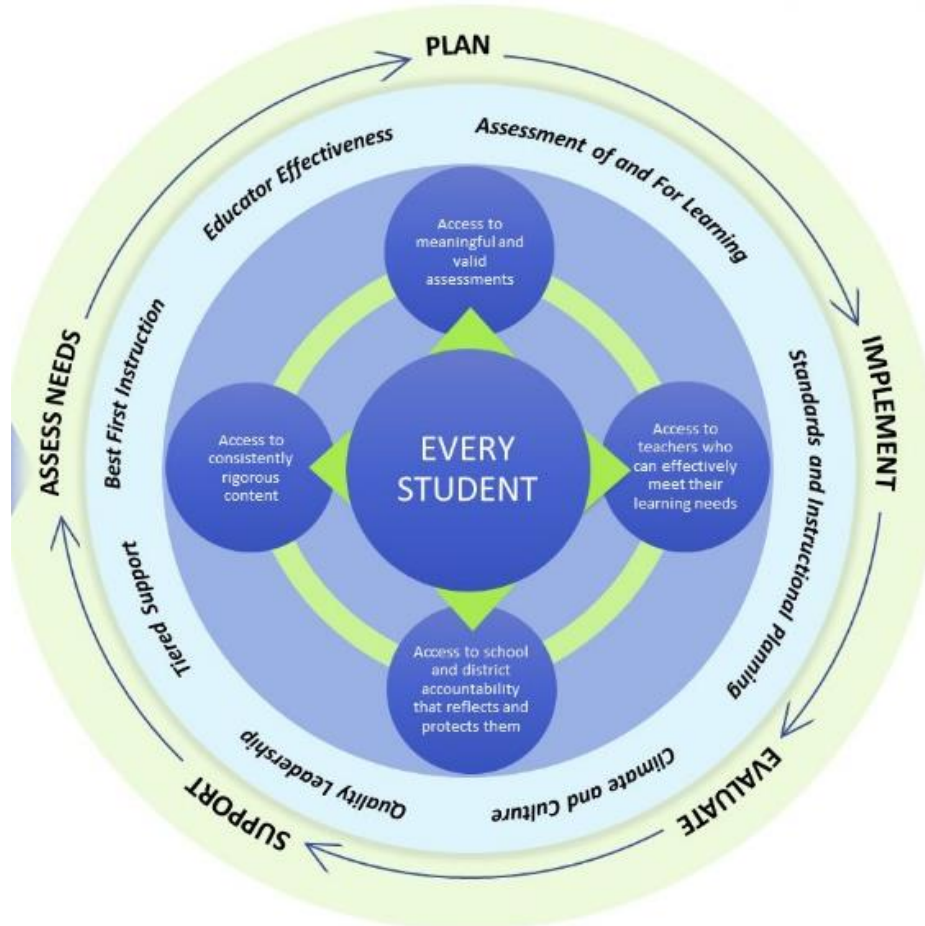 PLAN
IMPLEMENT
EVALUATE
SUPPORT
ASSESS NEEDS
Educator Effectiveness
Assessment of and For Learning
Standards and Instructional Planning
Climate and Culture
Quality Leadership
Tiered Support
Best First Instruction
Access to
meaningful and
valid
assessments
Access to
teachers who
can effectively
meet their
learning needs
Access to school
and district
accountability
that reflects and
protects them
Access to
consistently
rigorous
content
EVERY
STUDENT